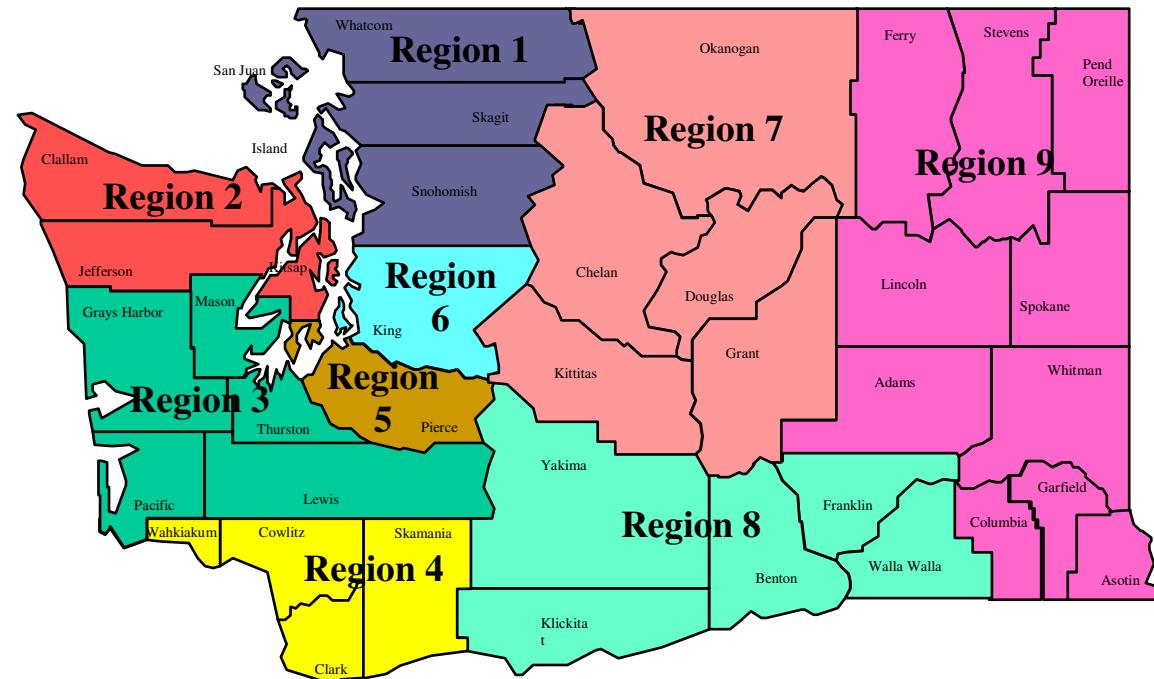 Whatcom
Region 1
San Juan
Skagit
Island
Snohomish
Clallam
Region 2
Jefferson
Kitsap
Grays Harbor
Mason
Region 3
Thurston
Pacific
Lewis
Wahkiakum
Cowlitz
Skamania
Region 4
Clark
Region
5
Pierce
Region
6
King
Okanogan
Region 7
Chelan
Douglas
Kittitas
Grant
Yakima
Region 8
Franklin
Benton
Walla Walla
Klickita
t
Ferry
Stevens
Pend
Oreille
Region 9
Lincoln
Spokane
Adams
Whitman
Garfield
Columbia
Asotin